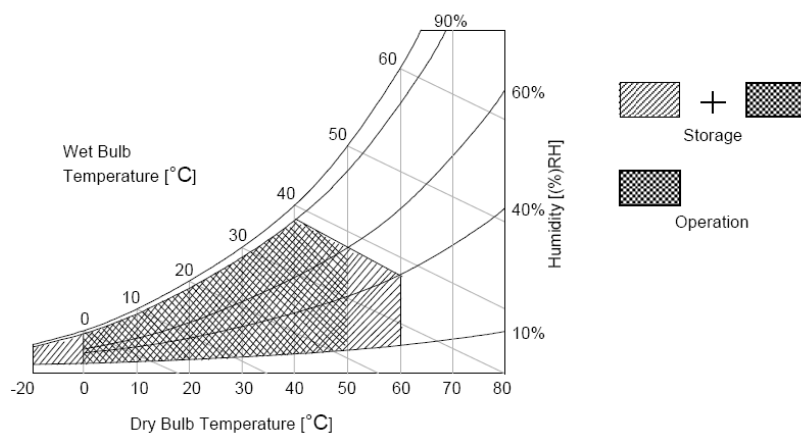 90%
60
60%
50
Wet Bulb
Temperature [°C]
40
40%
30
20
10
0
10%
Humidity [(%)RH]
-20 0 10 20 30 40 50 60 70 80
Dry Bulb Temperature [°C]
+
Storage
Operation